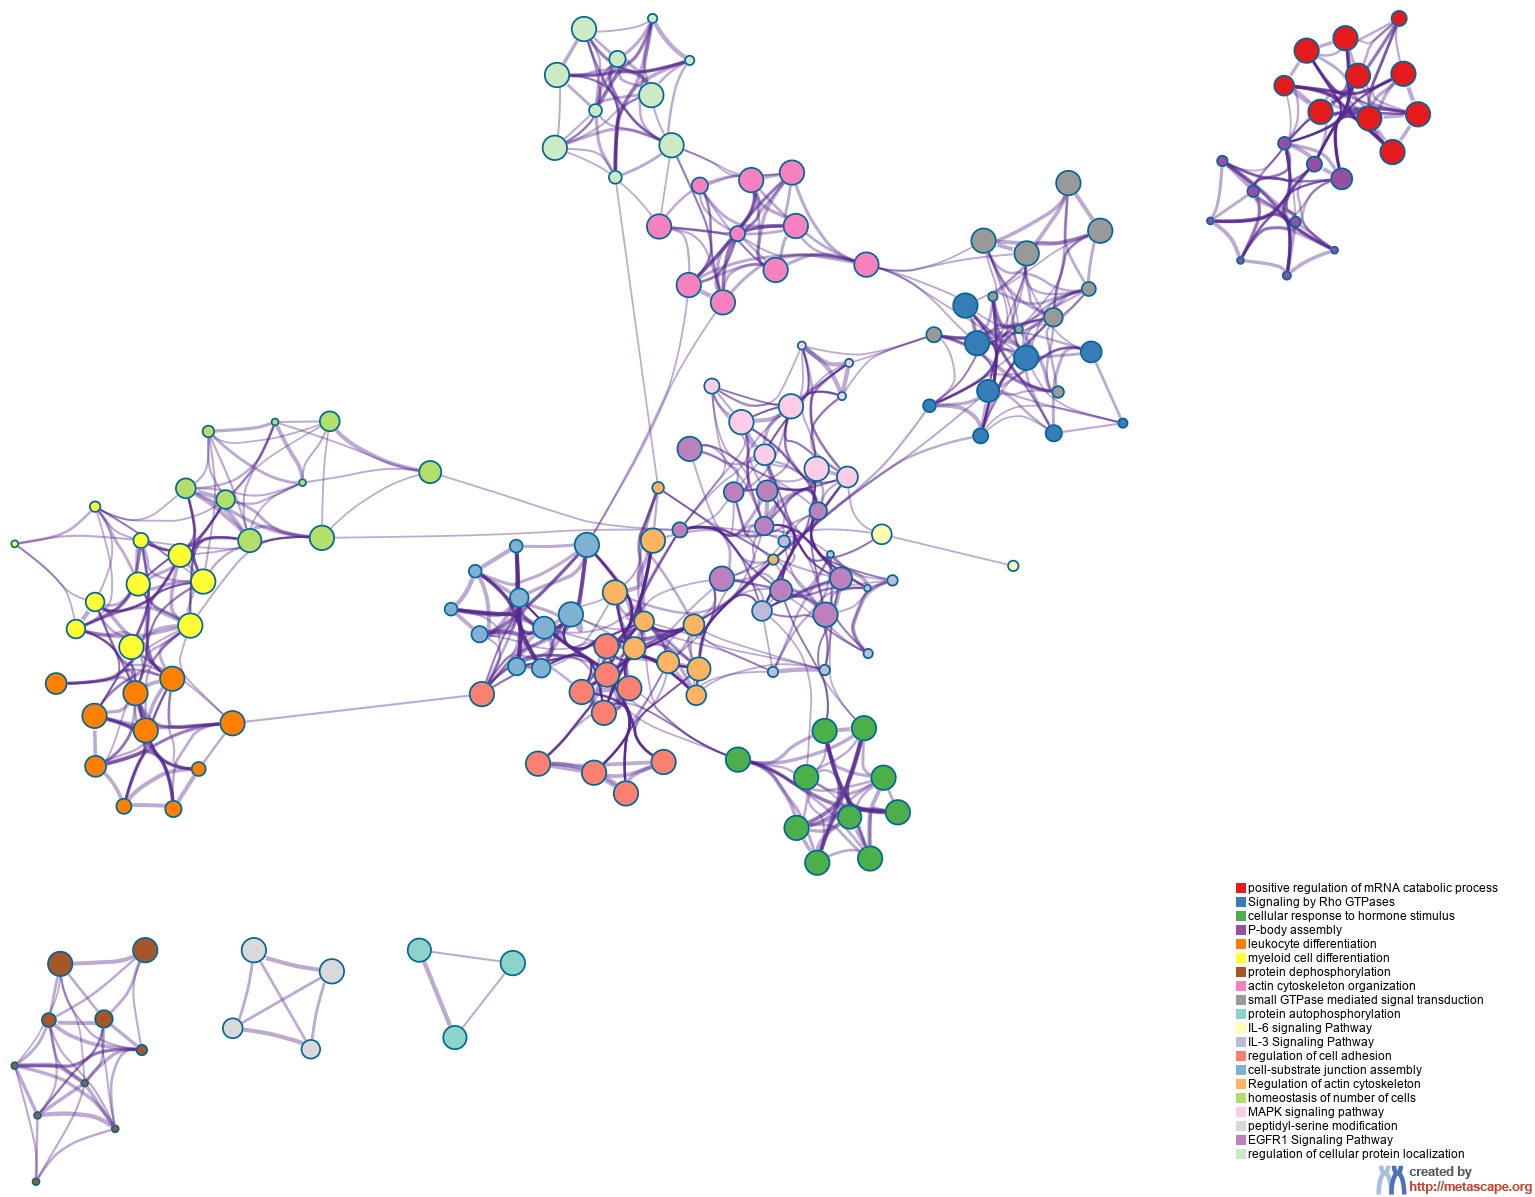 positive regulation of mRNA catabolic process
Signaling by Rho GTPases
cellular response to hormone stimulus
P-body assembly
leukocyte differentiation
myeloid cell differentiation
protein dephosphorylation
actin cytoskeleton organization
small GTPase mediated signal transduction
protein autophosphorylation
IL-6 signaling Pathway
IL-3 Signaling Pathway
regulation of cell adhesion
cell-substrate junction assembly
Regulation of actin cytoskeleton
homeostasis of number of cells
MAPK signaling pathway
peptidyl-serine modification
EGFR1 Signaling Pathway
regulation of cellular protein localization
created by
http://metascape.org